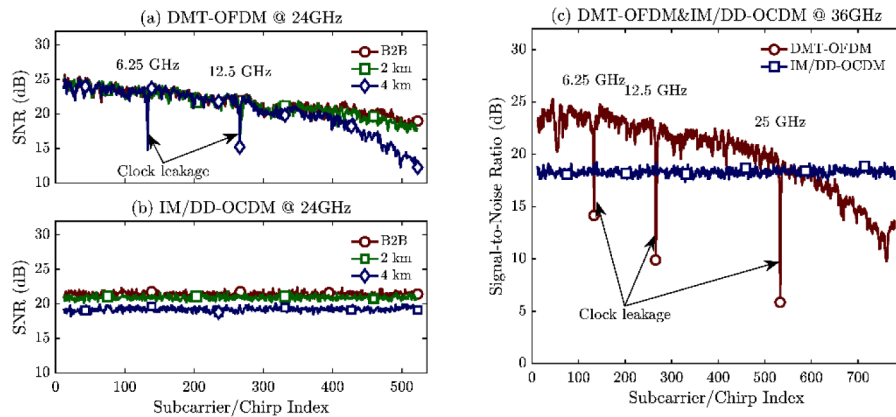 (a) DMT-OFDM @ 24GHz
30
25
20
15
10
SNR (dB)
6.25 GHz
12.5 GHz
B2B
2 km
4 km
Clock leakage
(b) IM/DD-OCDM @ 24GHz
30
25
20
15
10
SNR (dB)
B2B
2 km
4 km
0
100
200
300
400
500
Subcarrier/Chirp Index
(c) DMT-OFDM&IM/DD-OCDM @ 36GHz
30
25
20
15
10
5
0
Signal-to-Noise Ratio (dB)
DMT-OFDM
IM/DD-OCDM
6.25 GHz
12.5 GHz
25 GHz
Clock leakage
0
100
200
300
400
500
600
700
Subcarrier/Chirp Index